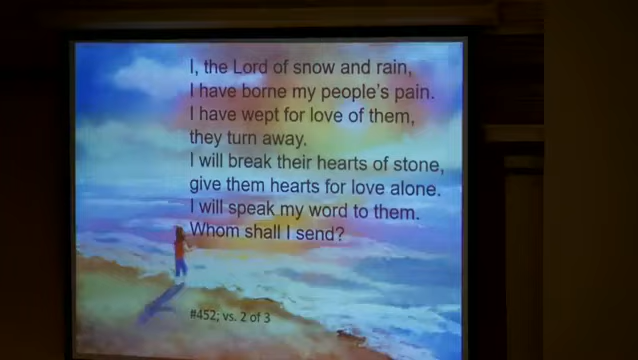 I, the Lord of snow and rain,
I have borne my people's pain.
I have wept for love of them,
they turn away.
I will break their hearts of stone,
give them hearts for love alone.
I will speak my word to them.
Whom shall I send?
#452; vs. 2 of 3